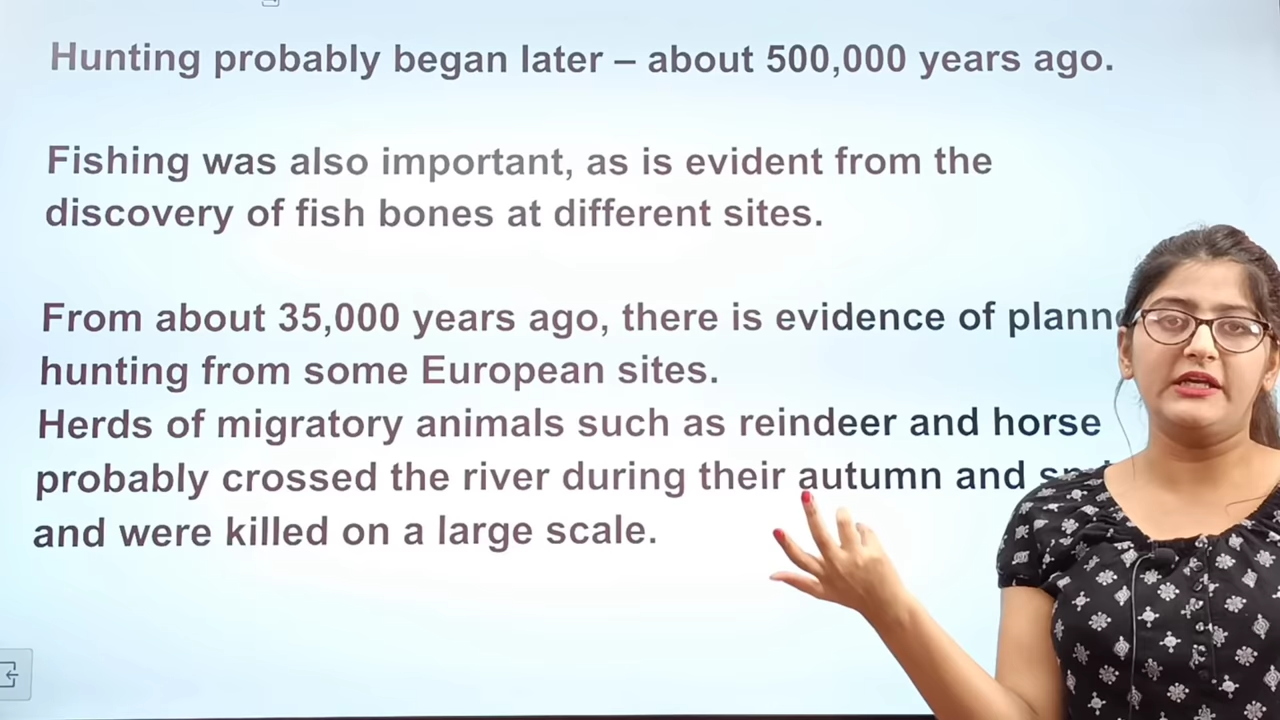 Hunting probably began later – about 500,000 years ago.
Fishing was also important, as is evident from the
discovery of fish bones at different sites.
From about 35,000 years ago, there is evidence of
hunting from some European sites.
Herds of migratory animals such as reindeer and horse
probably crossed the river during their autumn and
and were killed on a large scale.